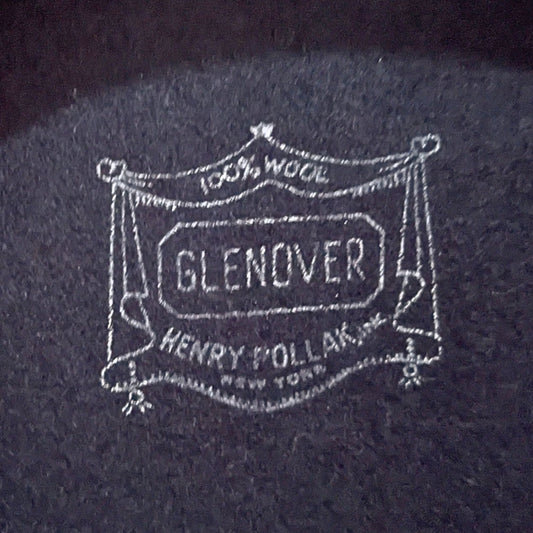 100% WOOL
GLENOVER
HENRY POLLAK, INC.
NEW YORK